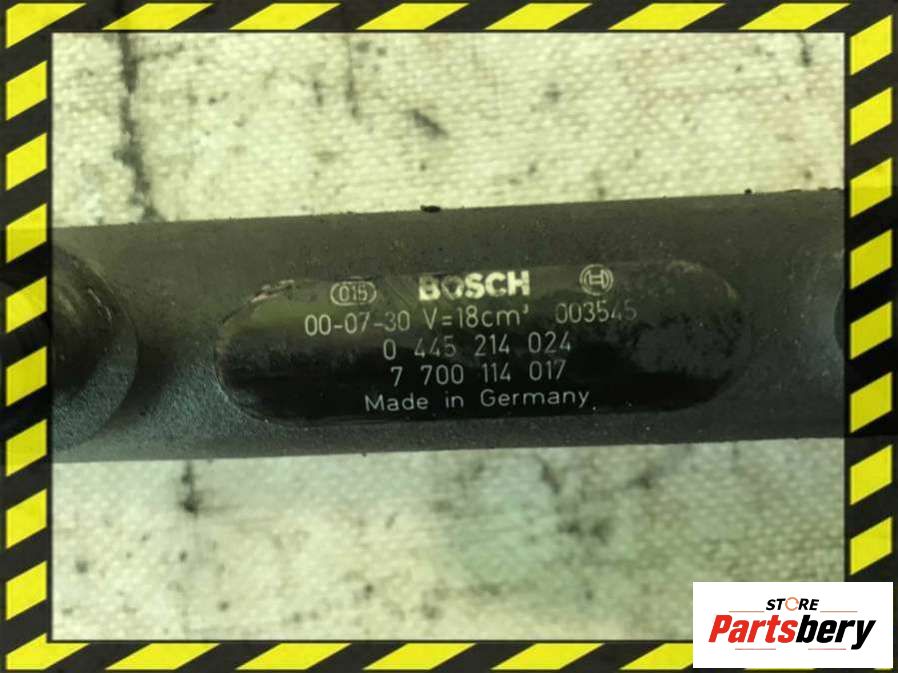 015 BOSCH
00-07-30 V=18cm³ 003545
0 445 214 024
7 700 114 017
Made in Germany
STORE
Partsbery